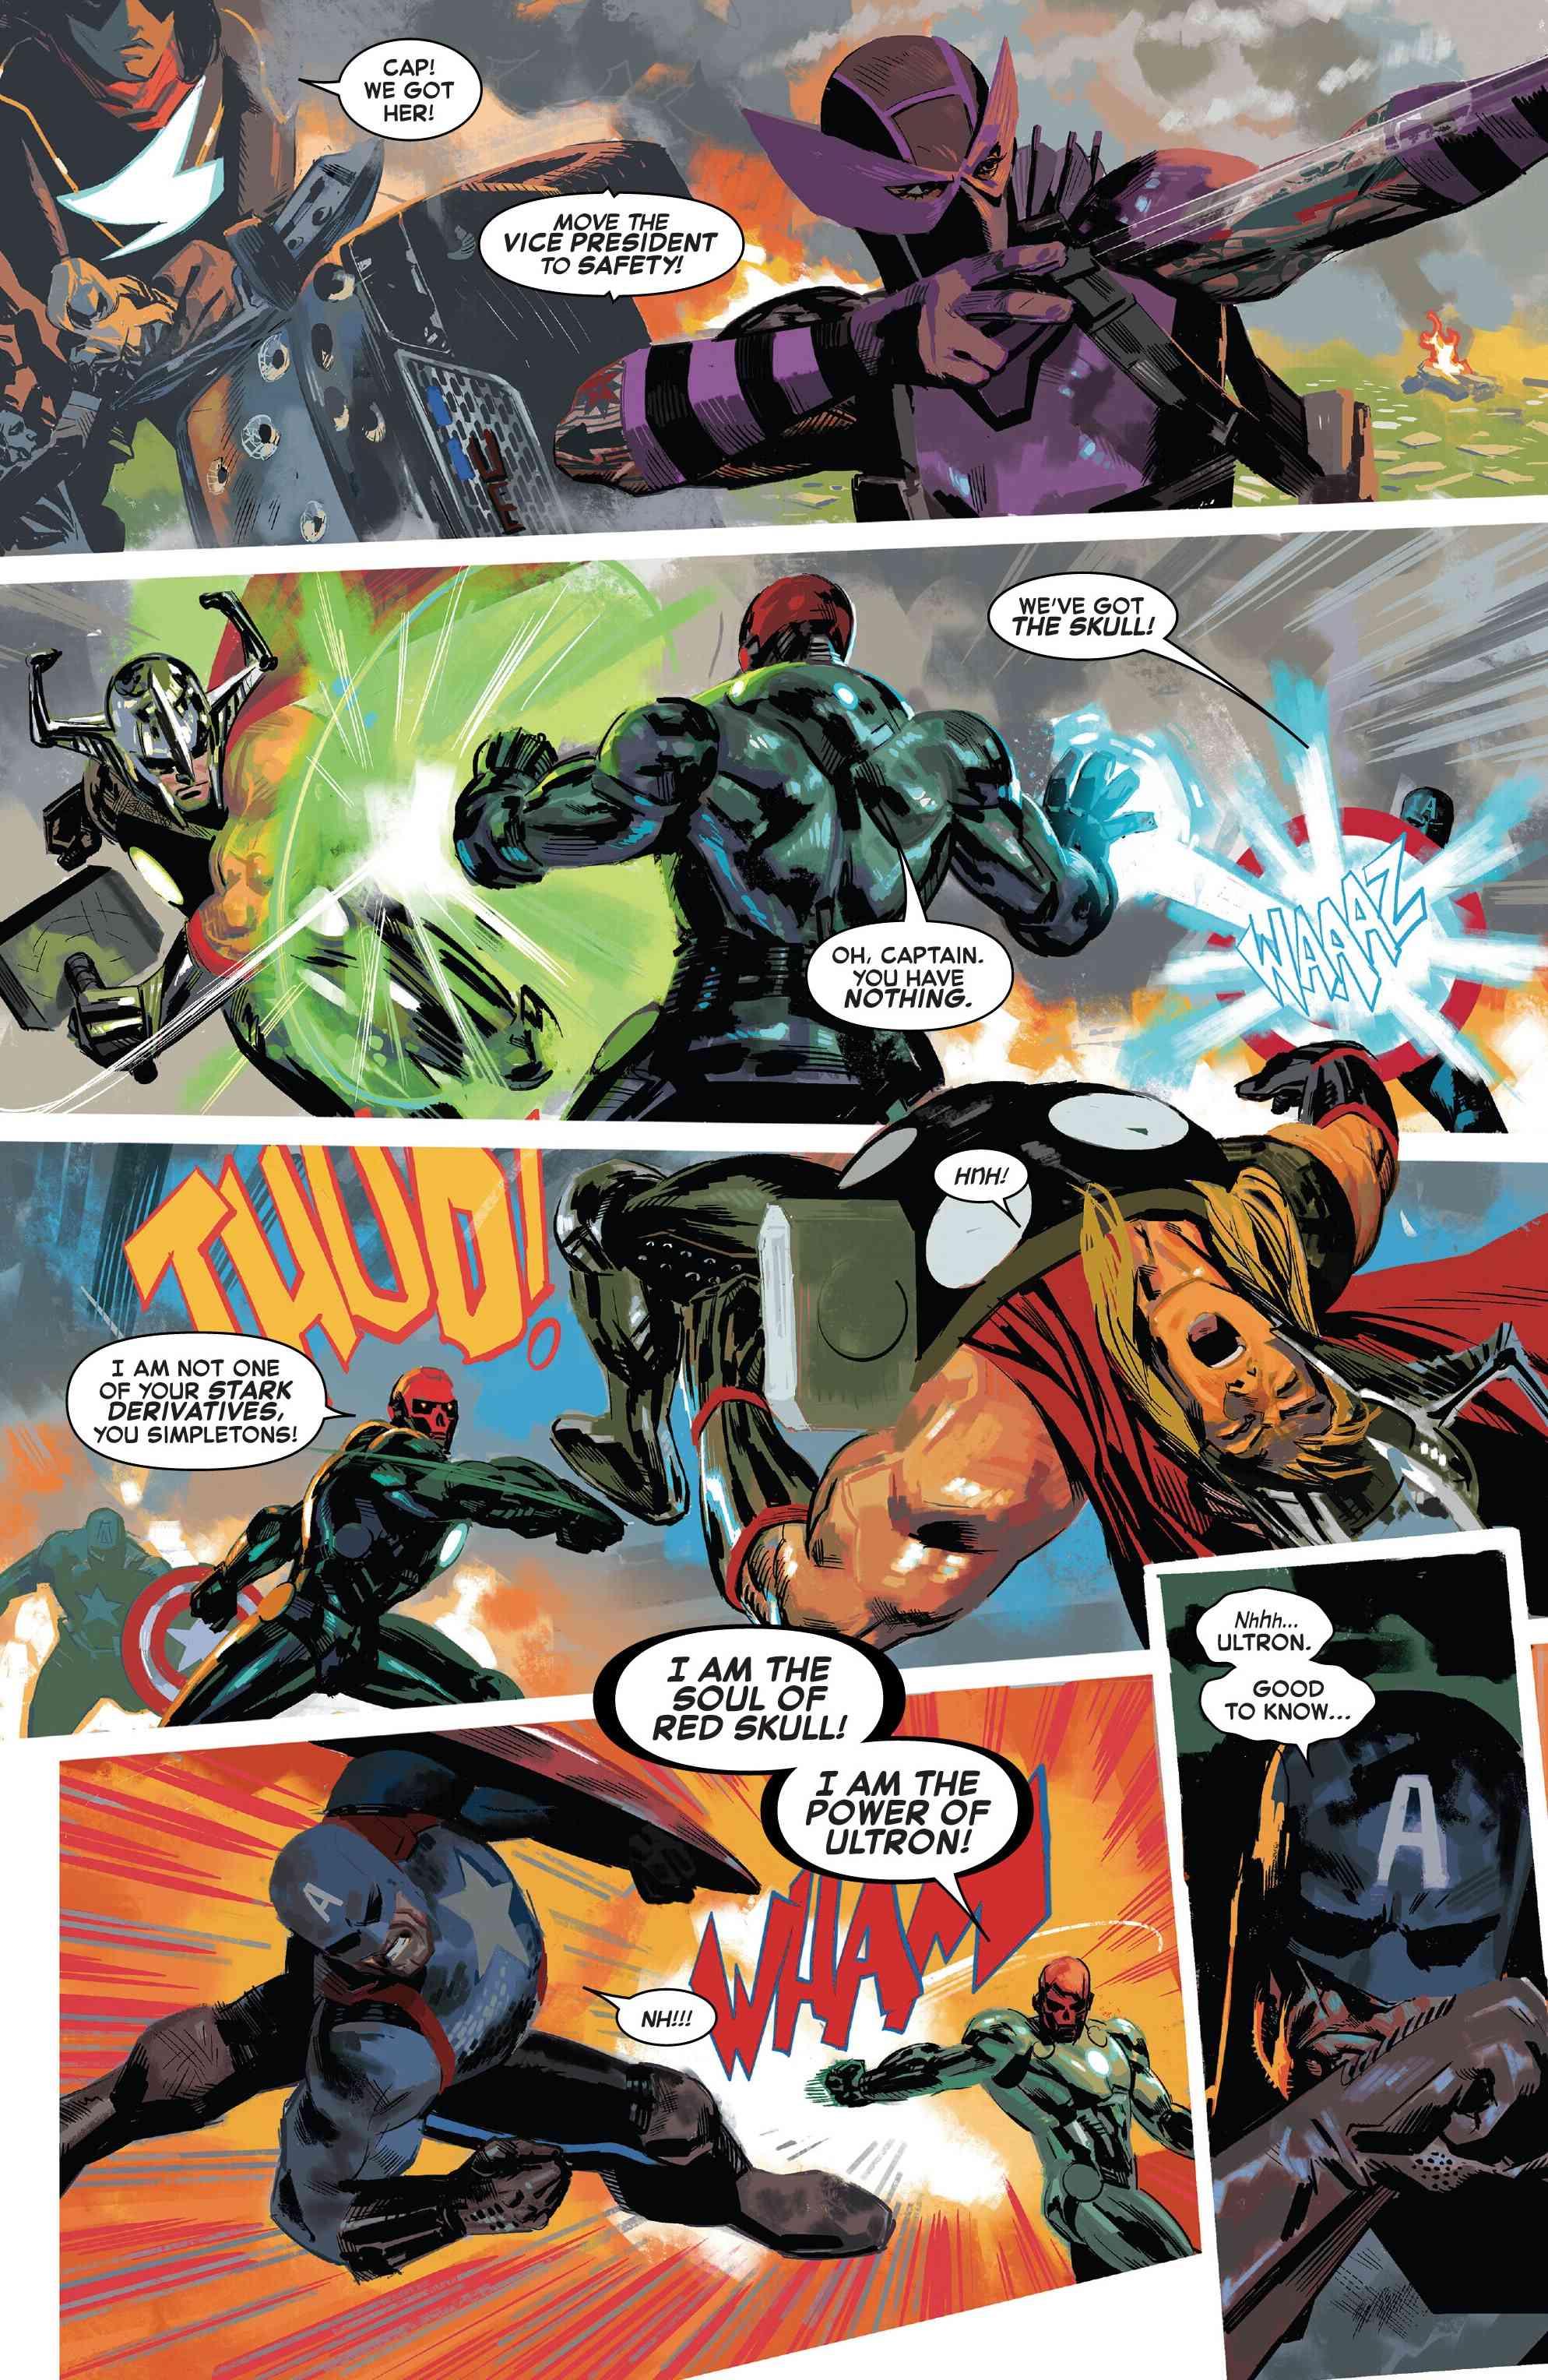 CAP!
WE GOT
HER!
MOVE THE
VICE PRESIDENT
TO SAFETY!
WE'VE GOT
THE SKULL!
WAAAZ
OH, CAPTAIN.
YOU HAVE
NOTHING.
THUD!
HNH!
I AM NOT ONE
OF YOUR STARK
DERIVATIVES,
YOU SIMPLETONS!
I AM THE
SOUL OF
RED SKULL!
I AM THE
POWER OF
ULTRON!
A
NH!!!
WHAM
Nhhh...
ULTRON.
GOOD
TO KNOW...
A